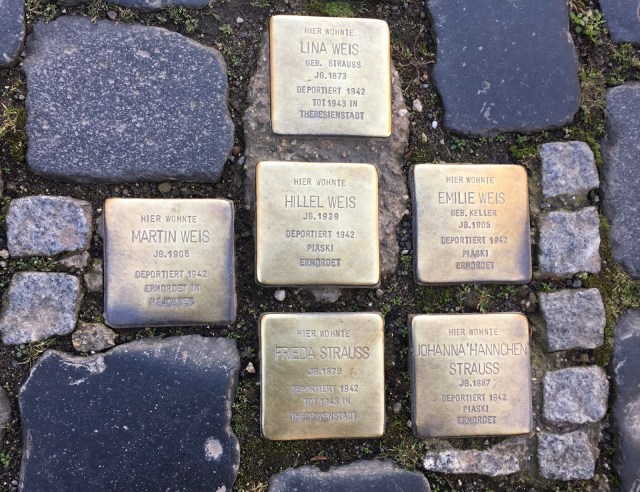 HIER WOHNTE
LINA WEIS
GEB. STRAUSS
JG.1873
DEPORTIERT 1942
TOT 1943 IN
THERESIENSTADT
HIER WOHNTE
MARTIN WEIS
JG.1906
DEPORTIERT 1942
ERMORDET IN
MAJDANEK
HIER WOHNTE
HILLEL WEIS
JG.1939
DEPORTIERT 1942
PIASKI
ERMORDET
HIER WOHNTE
EMILIE WEIS
GEB. KELLER
JG.1905
DEPORTIERT 1942
PIASKI
ERMORDET
HIER WOHNTE
FRIEDA STRAUSS
JG.1876
DEPORTIERT 1942
TOT 1943 IN
THERESIENSTADT
HIER WOHNTE
JOHANNA'HANNCHEN'
STRAUSS
JG.1887
DEPORTIERT 1942
PIASKI
ERMORDET